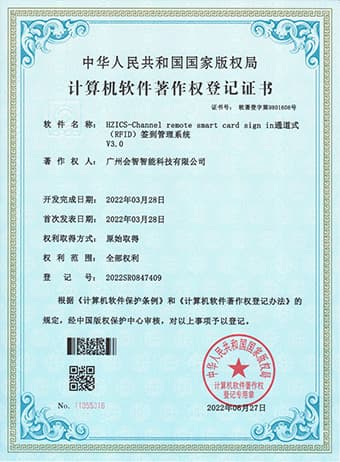 中华人民共和国国家版权局
计算机软件著作权登记证书
证书号： 软著登字第9801608号
软件名称： HZICS-Channel remote smart card sign in通道式
（RFID）签到管理系统
V3.0
著作权人： 广州会智智能科技有限公司
开发完成日期： 2022年03月28日
首次发表日期： 2022年03月28日
权利取得方式： 原始取得
权利范围： 全部权利
登记号： 2022SR0847409
根据《计算机软件保护条例》和《计算机软件著作权登记办法》的
规定，经中国版权保护中心审核，对以上事项予以登记。
中华人民共和国国家版权局
计算机软件著作权
登记专用章
No. 11055216
2022年06月27日